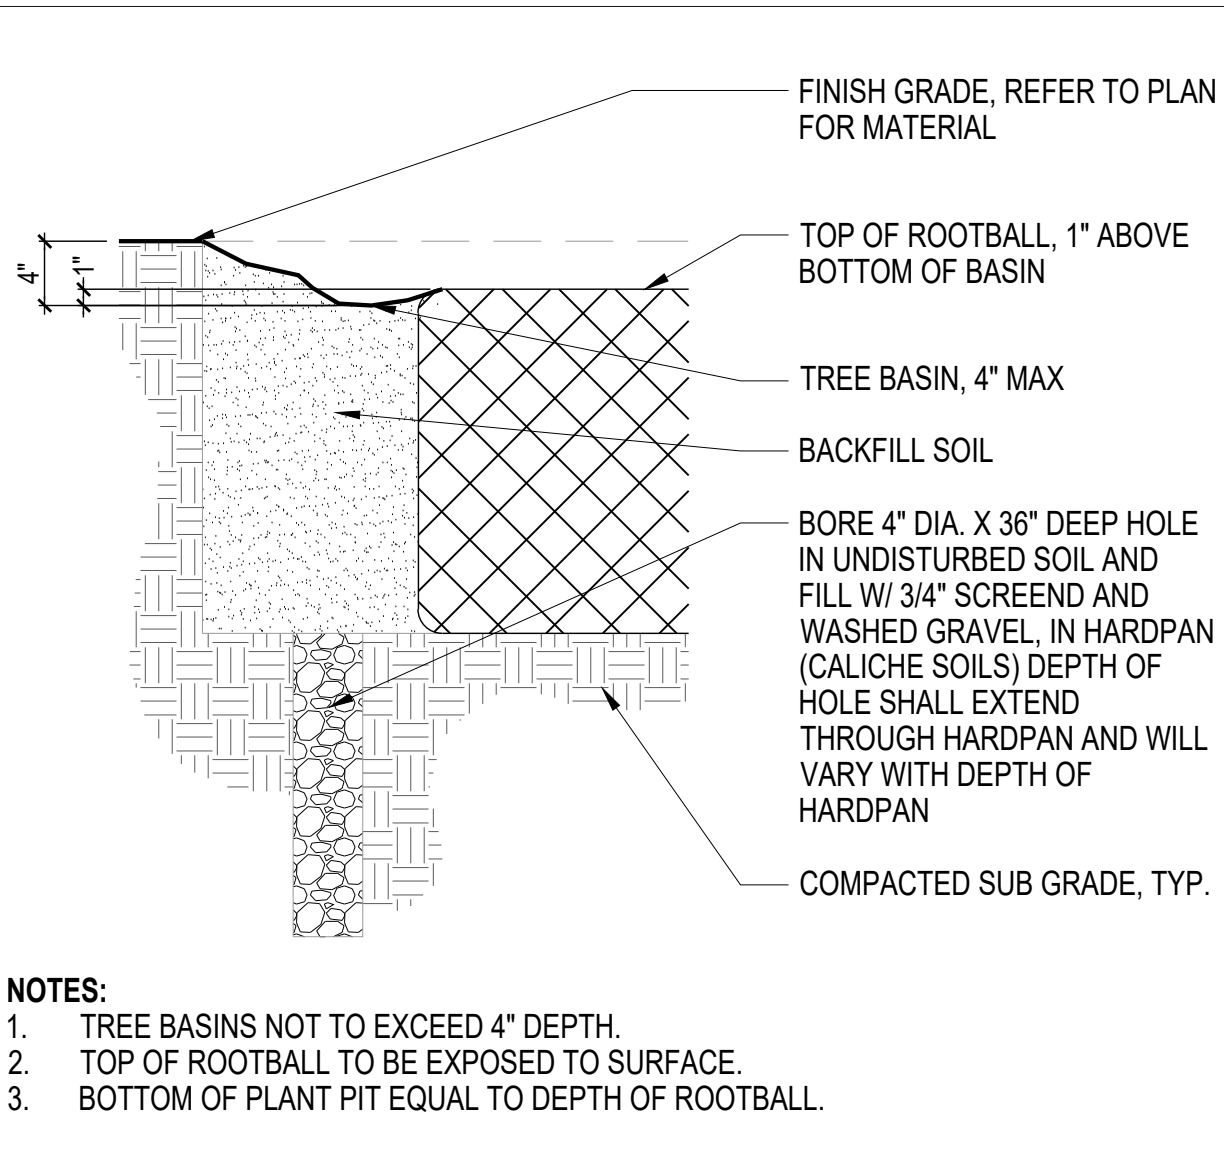 FINISH GRADE, REFER TO PLAN
FOR MATERIAL
TOP OF ROOTBALL, 1" ABOVE
BOTTOM OF BASIN
4"
1"
TREE BASIN, 4" MAX
BACKFILL SOIL
BORE 4" DIA. X 36" DEEP HOLE
IN UNDISTURBED SOIL AND
FILL W/ 3/4" SCREEND AND
WASHED GRAVEL, IN HARDPAN
(CALICHE SOILS) DEPTH OF
HOLE SHALL EXTEND
THROUGH HARDPAN AND WILL
VARY WITH DEPTH OF
HARDPAN
COMPACTED SUB GRADE, TYP.
NOTES:
1. TREE BASINS NOT TO EXCEED 4" DEPTH.
2. TOP OF ROOTBALL TO BE EXPOSED TO SURFACE.
3. BOTTOM OF PLANT PIT EQUAL TO DEPTH OF ROOTBALL.